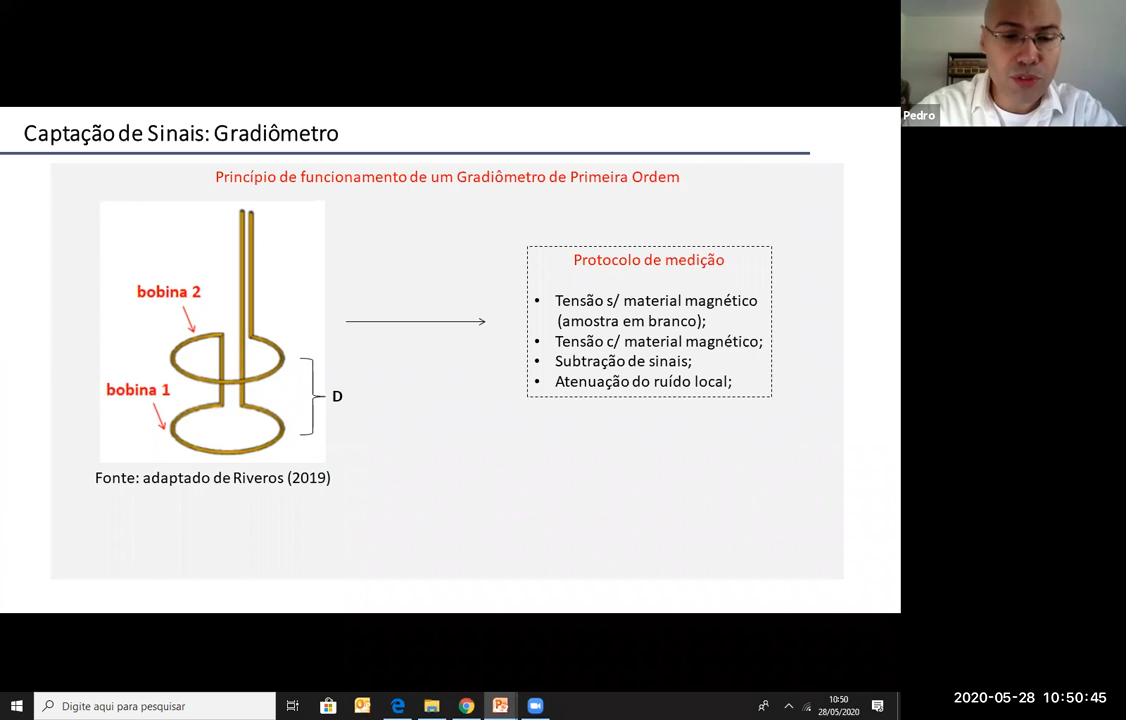 Pedro
Captação de Sinais: Gradiômetro
Princípio de funcionamento de um Gradiômetro de Primeira Ordem
bobina 2
bobina 1
D
Fonte: adaptado de Riveros (2019)
Protocolo de medição
• Tensão s/ material magnético
(amostra em branco);
• Tensão c/ material magnético;
• Subtração de sinais;
• Atenuação do ruído local;
Digite aqui para pesquisar
10:50
28/05/2020
2020-05-28 10:50:45